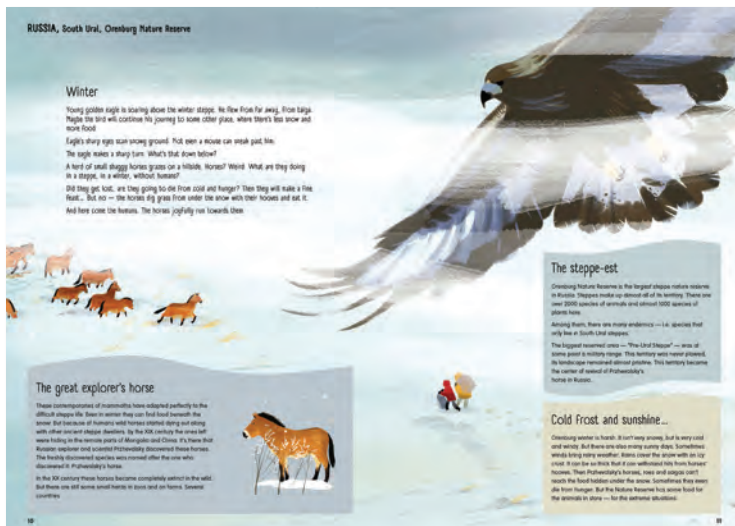 RUSSIA, South Ural, Orenburg Nature Reserve
Winter
Young golden eagle is soaring above the winter steppe. He flew from far away, from taiga.
Maybe the bird will continue his journey to some other place, where there's less snow and
more food.
Eagle's sharp eyes scan snowy ground. Not even a mouse can sneak past him.
The eagle makes a sharp turn. What's that down below?
A herd of small shaggy horses grazes on a hillside. Horses? Weird. What are they doing
in a steppe, in a winter, without humans?
Did they get lost, are they going to die from cold and hunger? Then they will make a fine
feast... But no — the horses dig grass from under the snow with their hooves and eat it.
And here come the humans. The horses joyfully run towards them.
The great explorer's horse
These contemporaries of mammoths have adapted perfectly to the
difficult steppe life. Even in winter they can find food beneath the
snow. But because of humans wild horses started dying out along
with other ancient steppe dwellers. By the XIX century the ones left
were hiding in the remote parts of Mongolia and China. It's here that
Russian explorer and scientist Przhevalsky discovered these horses.
The freshly discovered species was named after the one who
discovered it: Przhevalsky's horse.
In the XX century these horses became completely extinct in the wild.
But there are still some small herds in zoos and on farms. Several
countries
10
The steppe-est
Orenburg Nature Reserve is the largest steppe nature reserve
in Russia. Steppes make up almost all of its territory. There are
over 2000 species of animals and almost 1000 species of
plants here.
Among them, there are many endemics — i.e. species that
only live in South Ural steppes.
The biggest reserved area — "Pre-Ural Steppe" — was at
some point a military range. This territory was never plowed,
its landscape remained almost pristine. This territory became
the center of revival of Przhevalsky's
horse in Russia.
Cold frost and sunshine...
Orenburg winter is harsh. It isn't very snowy, but is very cold
and windy. But there are also many sunny days. Sometimes
winds bring rainy weather. Rains cover the snow with an icy
crust. It can be so thick that it can withstand hits from horses'
hooves. Then Przhevalsky's horses, roes and saigas can't
reach the food hidden under the snow. Sometimes they even
die from hunger. But the Nature Reserve has some food for
the animals in store — for the extreme situations.
11